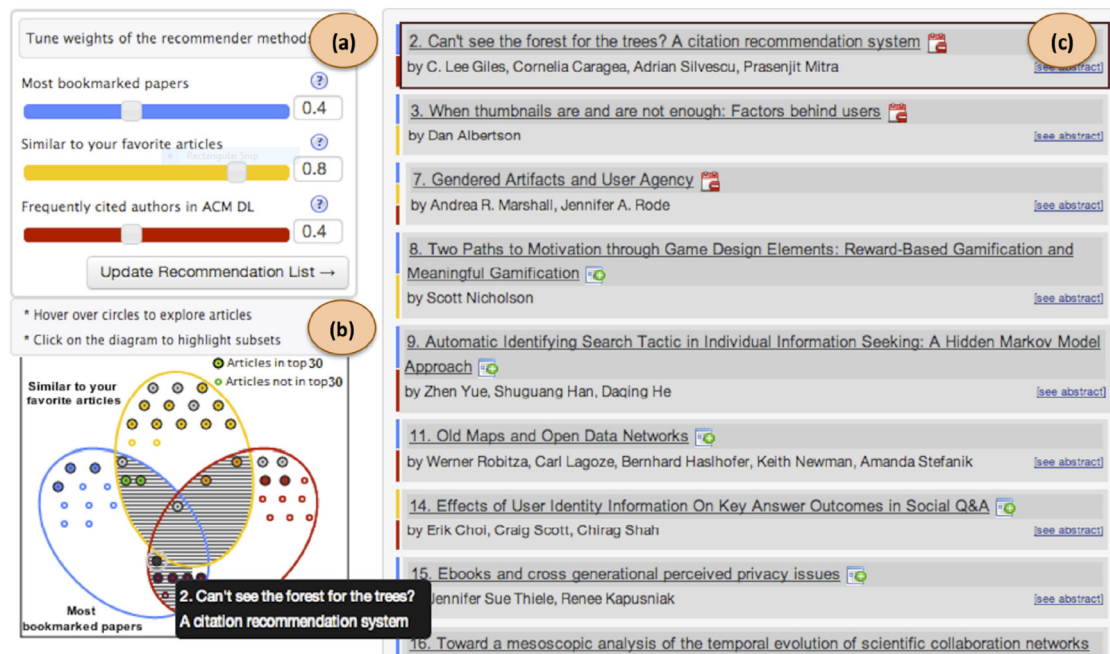 Tune weights of the recommender method
(a)
Most bookmarked papers
?
0.4
Similar to your favorite articles
?
Rectangular Snip
0.8
Frequently cited authors in ACM DL
?
0.4
Update Recommendation List →
* Hover over circles to explore articles
* Click on the diagram to highlight subsets
(b)
Articles in top 30
Articles not in top 30
Similar to your
favorite articles
Most
bookmarked papers
2. Can't see the forest for the trees?
A citation recommendation system
(c)
2. Can't see the forest for the trees? A citation recommendation system
by C. Lee Giles, Cornelia Caragea, Adrian Silvescu, Prasenjit Mitra
[see abstract]
3. When thumbnails are and are not enough: Factors behind users
by Dan Albertson
[see abstract]
7. Gendered Artifacts and User Agency
by Andrea R. Marshall, Jennifer A. Rode
[see abstract]
8. Two Paths to Motivation through Game Design Elements: Reward-Based Gamification and
Meaningful Gamification
by Scott Nicholson
[see abstract]
9. Automatic Identifying Search Tactic in Individual Information Seeking: A Hidden Markov Model
Approach
by Zhen Yue, Shuguang Han, Daqing He
[see abstract]
11. Old Maps and Open Data Networks
by Werner Robitza, Carl Lagoze, Bernhard Haslhofer, Keith Newman, Amanda Stefanik
[see abstract]
14. Effects of User Identity Information On Key Answer Outcomes in Social Q&A
by Erik Choi, Craig Scott, Chirag Shah
[see abstract]
15. Ebooks and cross generational perceived privacy issues
Jennifer Sue Thiele, Renee Kapusniak
[see abstract]
16. Toward a mesoscopic analysis of the temporal evolution of scientific collaboration networks